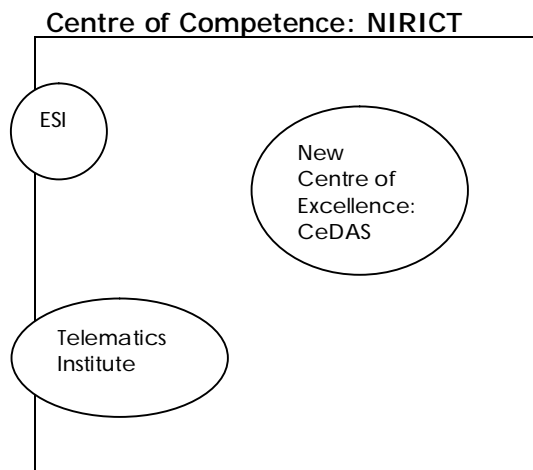 Centre of Competence: NIRICT
ESI
New
Centre of
Excellence:
CeDAS
Telematics
Institute